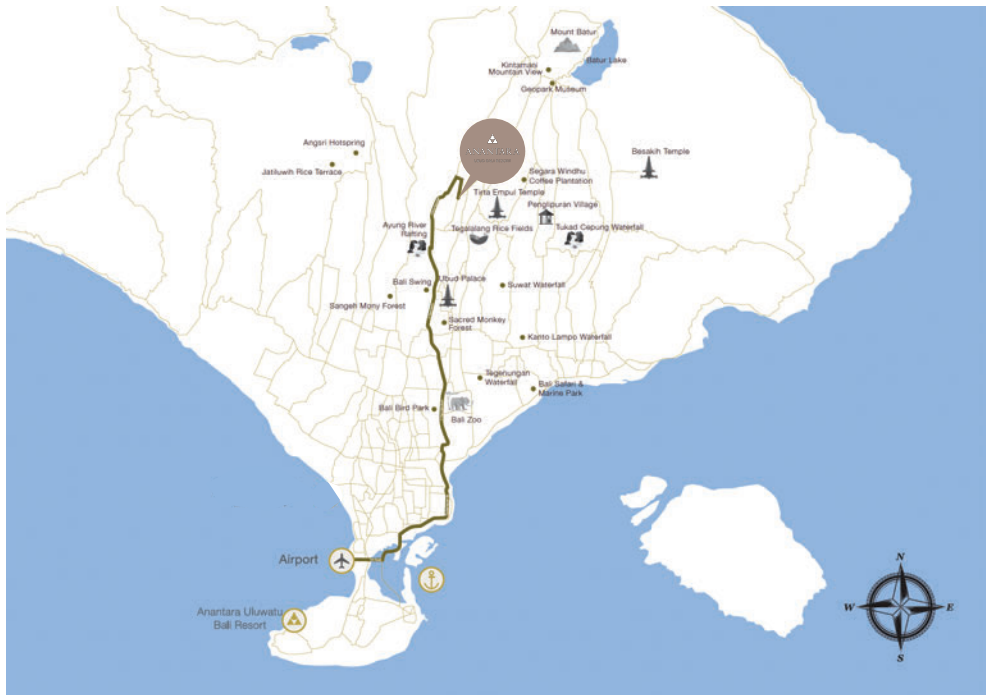 Mount Batur
Kintamani
Mountain View
Batur Lake
Geopark Museum
Angsri Hotspring
Jatiluwih Rice Terrace
ANANTARA
Besakih Temple
Segara Windhu
Coffee Plantation
Tirta Empul Temple
Penglipuran Village
Ayung River
Rafting
Tegalalang Rice Fields
Tukad Cepung Waterfall
Bali Swing
Ubud Palace
Suwat Waterfall
Sangeh Mony Forest
Sacred Monkey
Forest
Kanto Lampo Waterfall
Tegenungan
Waterfall
Bali Safari &
Marine Park
Bali Bird Park
Bali Zoo
Airport
Anantara Uluwatu
Bali Resort
N
W
E
S